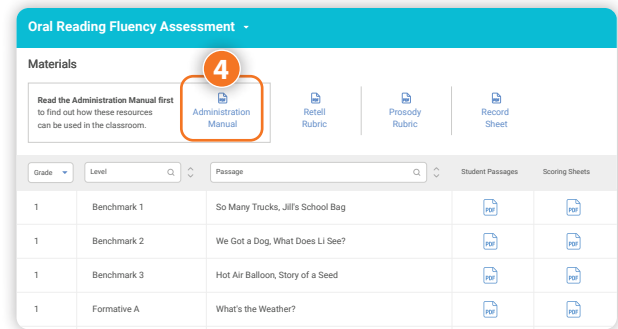 Oral Reading Fluency Assessment
Materials
4
Read the Administration Manual first
to find out how these resources
can be used in the classroom.
PDF
Administration
Manual
PDF
Retell
Rubric
PDF
Prosody
Rubric
PDF
Record
Sheet
Grade Level Passage Student Passages Scoring Sheets
1 Benchmark 1 So Many Trucks, Jill's School Bag PDF PDF
1 Benchmark 2 We Got a Dog, What Does Li See? PDF PDF
1 Benchmark 3 Hot Air Balloon, Story of a Seed PDF PDF
1 Formative A What's the Weather? PDF PDF